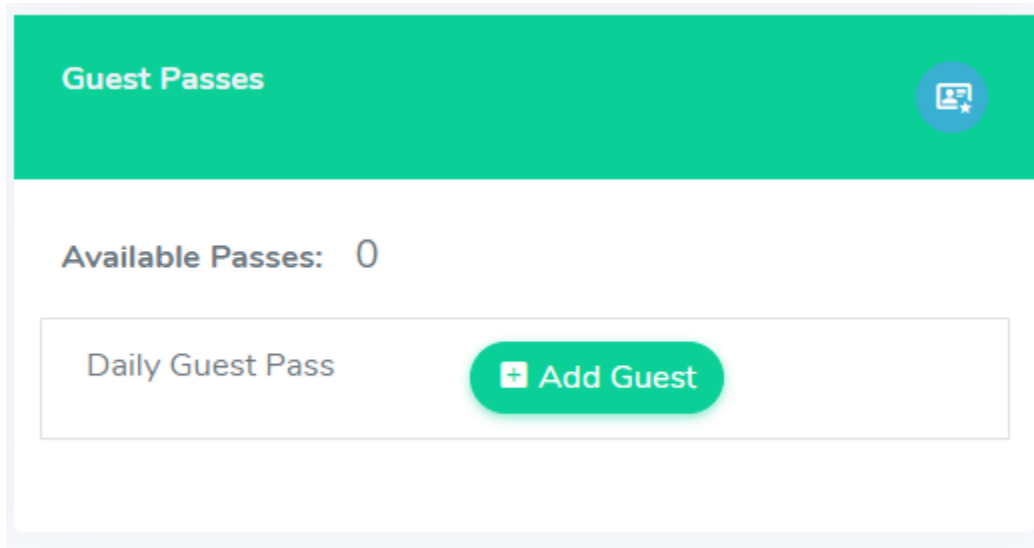 Guest Passes
Available Passes: 0
Daily Guest Pass
Add Guest